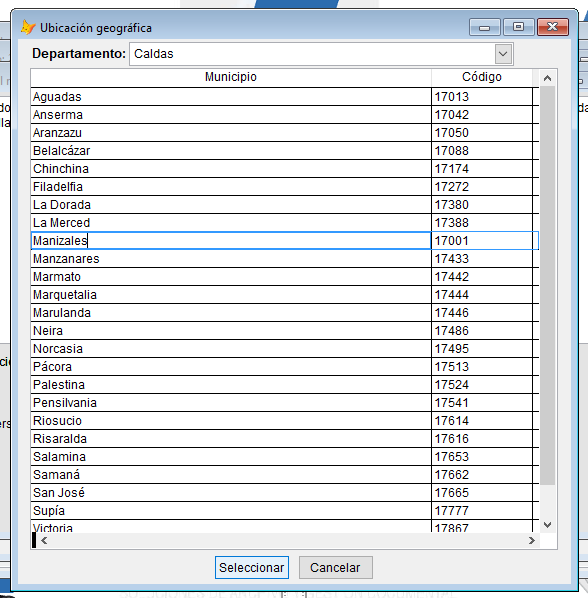 Ubicación geográfica
Departamento: Caldas
Municipio Código
Aguadas 17013
Anserma 17042
Aranzazu 17050
Belalcázar 17088
Chinchina 17174
Filadelfia 17272
La Dorada 17380
La Merced 17388
Manizales 17001
Manzanares 17433
Marmato 17442
Marquetalia 17444
Marulanda 17446
Neira 17486
Norcasia 17495
Pácora 17513
Palestina 17524
Pensilvania 17541
Riosucio 17614
Risaralda 17616
Salamina 17653
Samaná 17662
San José 17665
Supía 17777
Victoria 17867
Seleccionar Cancelar